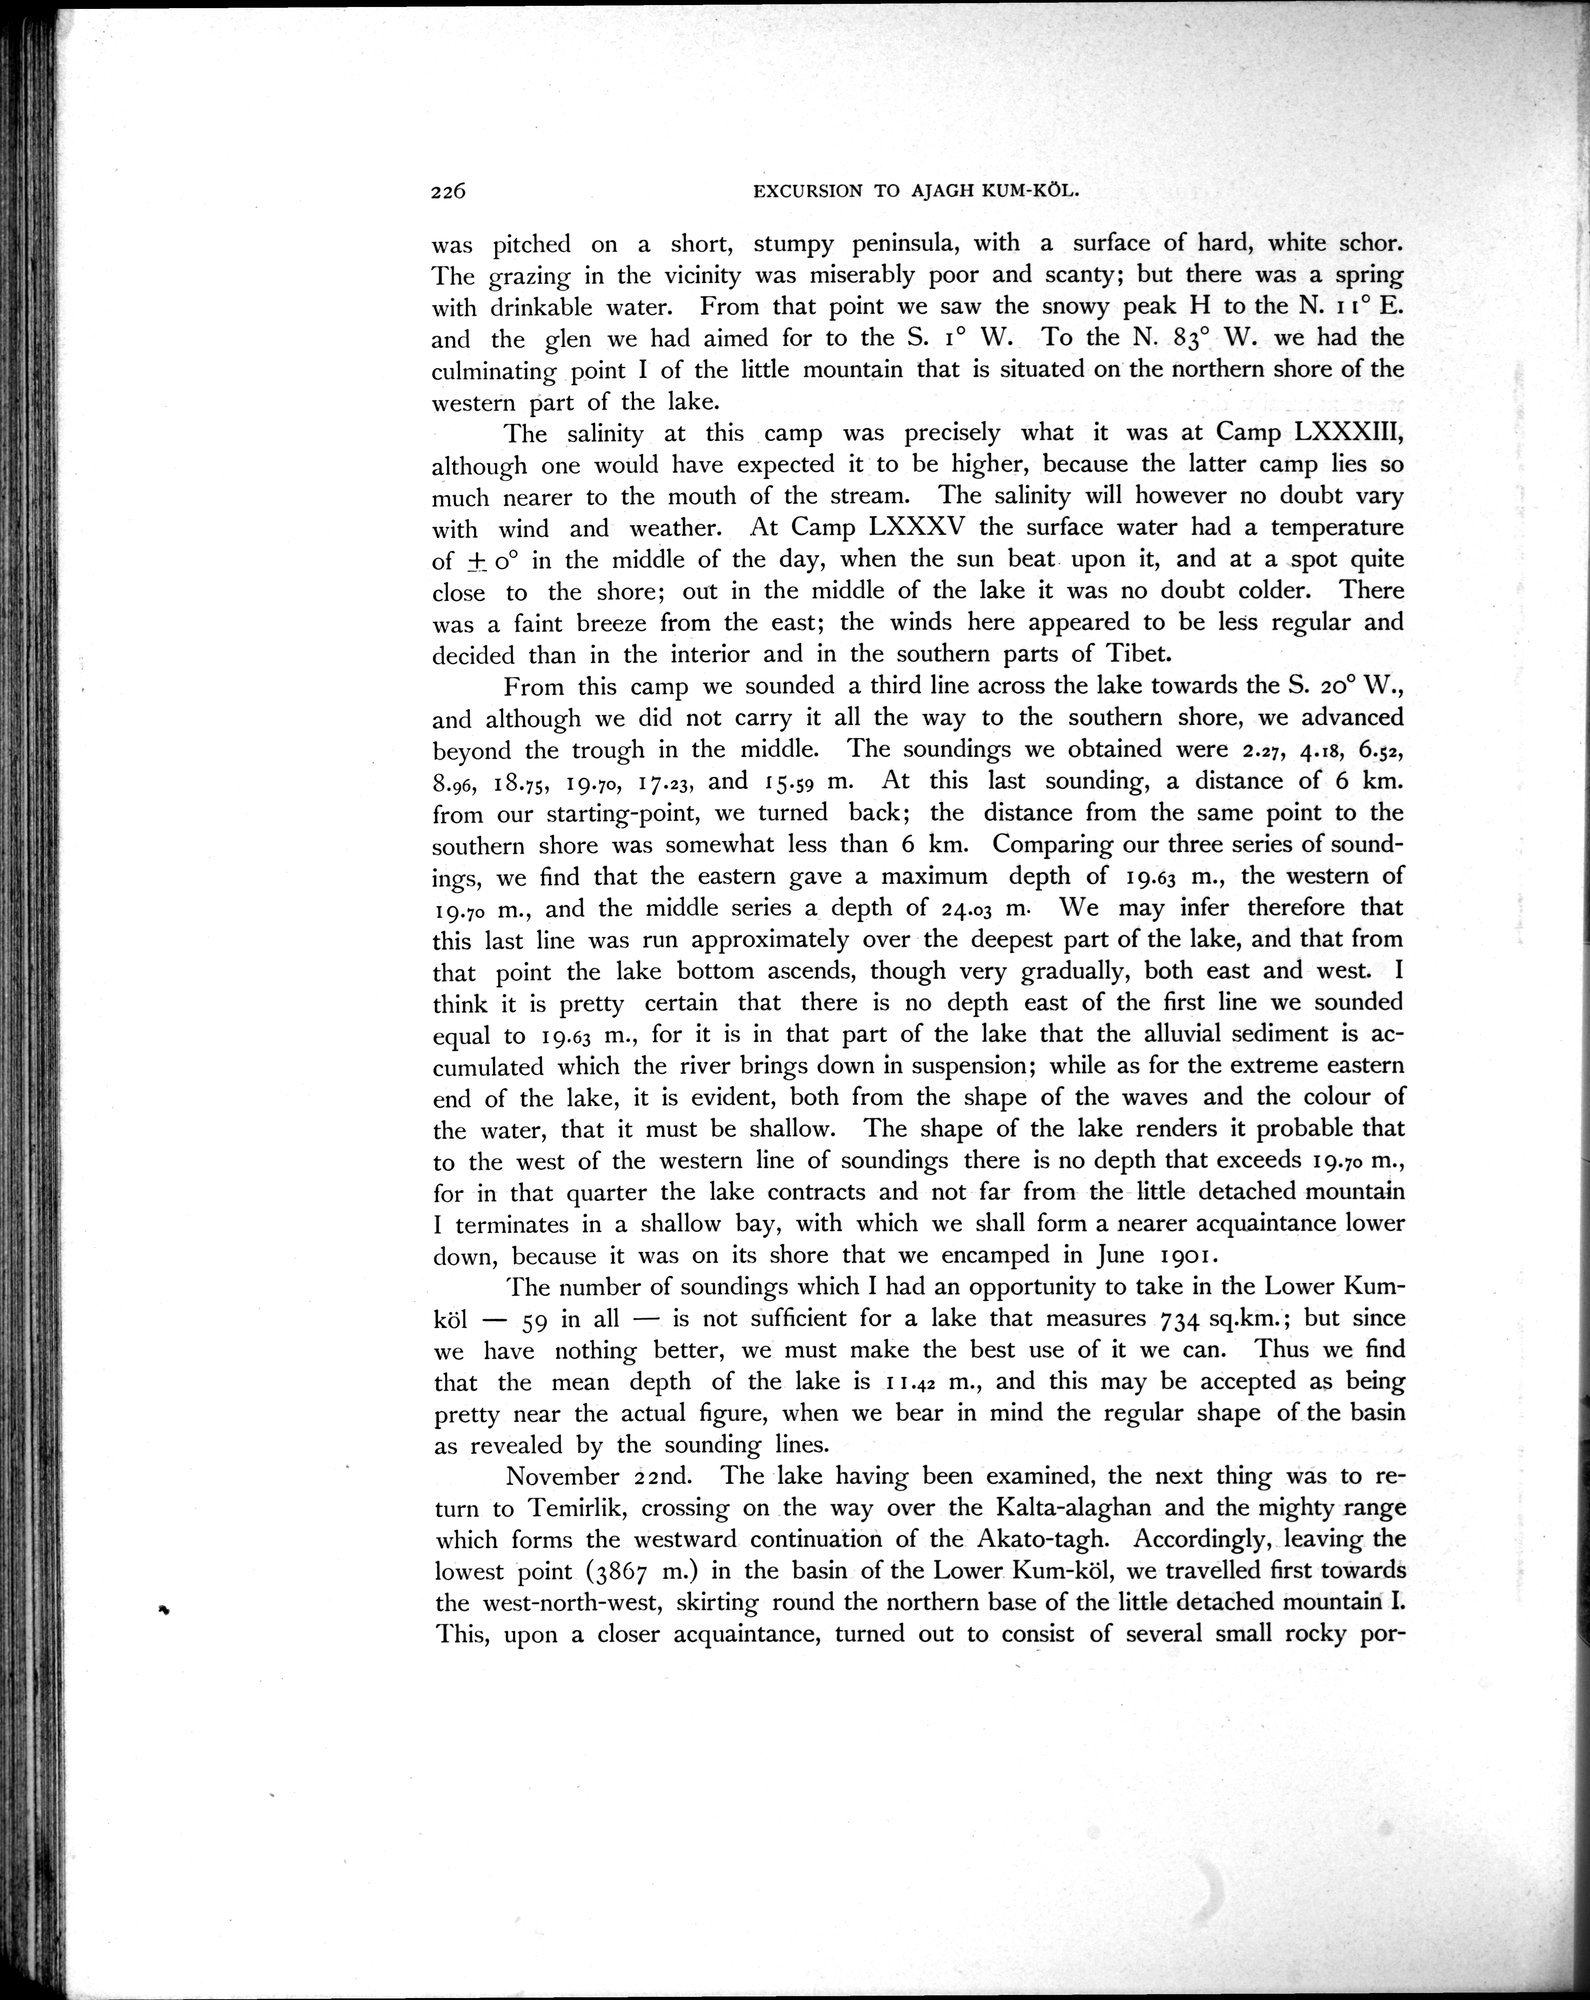 226 EXCURSION TO AJAGH KUM-KÖL.
was pitched on a short, stumpy peninsula, with a surface of hard, white schor.
The grazing in the vicinity was miserably poor and scanty; but there was a spring
with drinkable water. From that point we saw the snowy peak H to the N. 11° E.
and the glen we had aimed for to the S. 1° W. To the N. 83° W. we had the
culminating point I of the little mountain that is situated on the northern shore of the
western part of the lake.
The salinity at this camp was precisely what it was at Camp LXXXIII,
although one would have expected it to be higher, because the latter camp lies so
much nearer to the mouth of the stream. The salinity will however no doubt vary
with wind and weather. At Camp LXXXV the surface water had a temperature
of ± 0° in the middle of the day, when the sun beat upon it, and at a spot quite
close to the shore; out in the middle of the lake it was no doubt colder. There
was a faint breeze from the east; the winds here appeared to be less regular and
decided than in the interior and in the southern parts of Tibet.
From this camp we sounded a third line across the lake towards the S. 20° W.,
and although we did not carry it all the way to the southern shore, we advanced
beyond the trough in the middle. The soundings we obtained were 2.27, 4.18, 6.52,
8.96, 18.75, 19.70, 17.23, and 15.59 m. At this last sounding, a distance of 6 km.
from our starting-point, we turned back; the distance from the same point to the
southern shore was somewhat less than 6 km. Comparing our three series of sound-
ings, we find that the eastern gave a maximum depth of 19.63 m., the western of
19.70 m., and the middle series a depth of 24.03 m. We may infer therefore that
this last line was run approximately over the deepest part of the lake, and that from
that point the lake bottom ascends, though very gradually, both east and west. I
think it is pretty certain that there is no depth east of the first line we sounded
equal to 19.63 m., for it is in that part of the lake that the alluvial sediment is ac-
cumulated which the river brings down in suspension; while as for the extreme eastern
end of the lake, it is evident, both from the shape of the waves and the colour of
the water, that it must be shallow. The shape of the lake renders it probable that
to the west of the western line of soundings there is no depth that exceeds 19.70 m.,
for in that quarter the lake contracts and not far from the little detached mountain
I terminates in a shallow bay, with which we shall form a nearer acquaintance lower
down, because it was on its shore that we encamped in June 1901.
The number of soundings which I had an opportunity to take in the Lower Kum-
köl — 59 in all — is not sufficient for a lake that measures 734 sq.km.; but since
we have nothing better, we must make the best use of it we can. Thus we find
that the mean depth of the lake is 11.42 m., and this may be accepted as being
pretty near the actual figure, when we bear in mind the regular shape of the basin
as revealed by the sounding lines.
November 22nd. The lake having been examined, the next thing was to re-
turn to Temirlik, crossing on the way over the Kalta-alaghan and the mighty range
which forms the westward continuation of the Akato-tagh. Accordingly, leaving the
lowest point (3867 m.) in the basin of the Lower Kum-köl, we travelled first towards
the west-north-west, skirting round the northern base of the little detached mountain I.
This, upon a closer acquaintance, turned out to consist of several small rocky por-